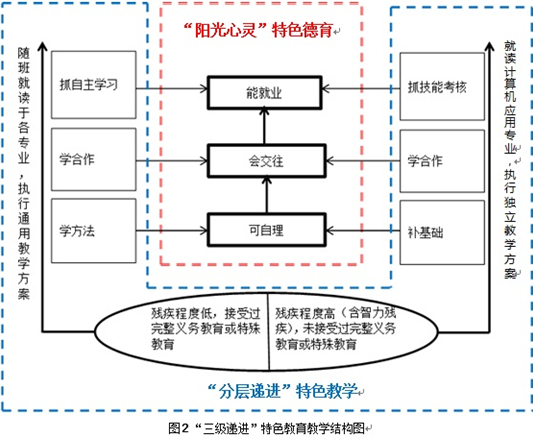 “阳光心灵”特色德育
随班就读于各专业，执行通用教学方案
抓自主学习
能就业
抓技能考核
就读计算机应用专业，执行独立教学方案
学合作
会交往
学合作
学方法
可自理
补基础
残疾程度低，接受过
完整义务教育或特殊
教育
残疾程度高（含智力残
疾），未接受过完整义务
教育或特殊教育
“分层递进”特色教学
图2 “三级递进”特色教育教学结构图